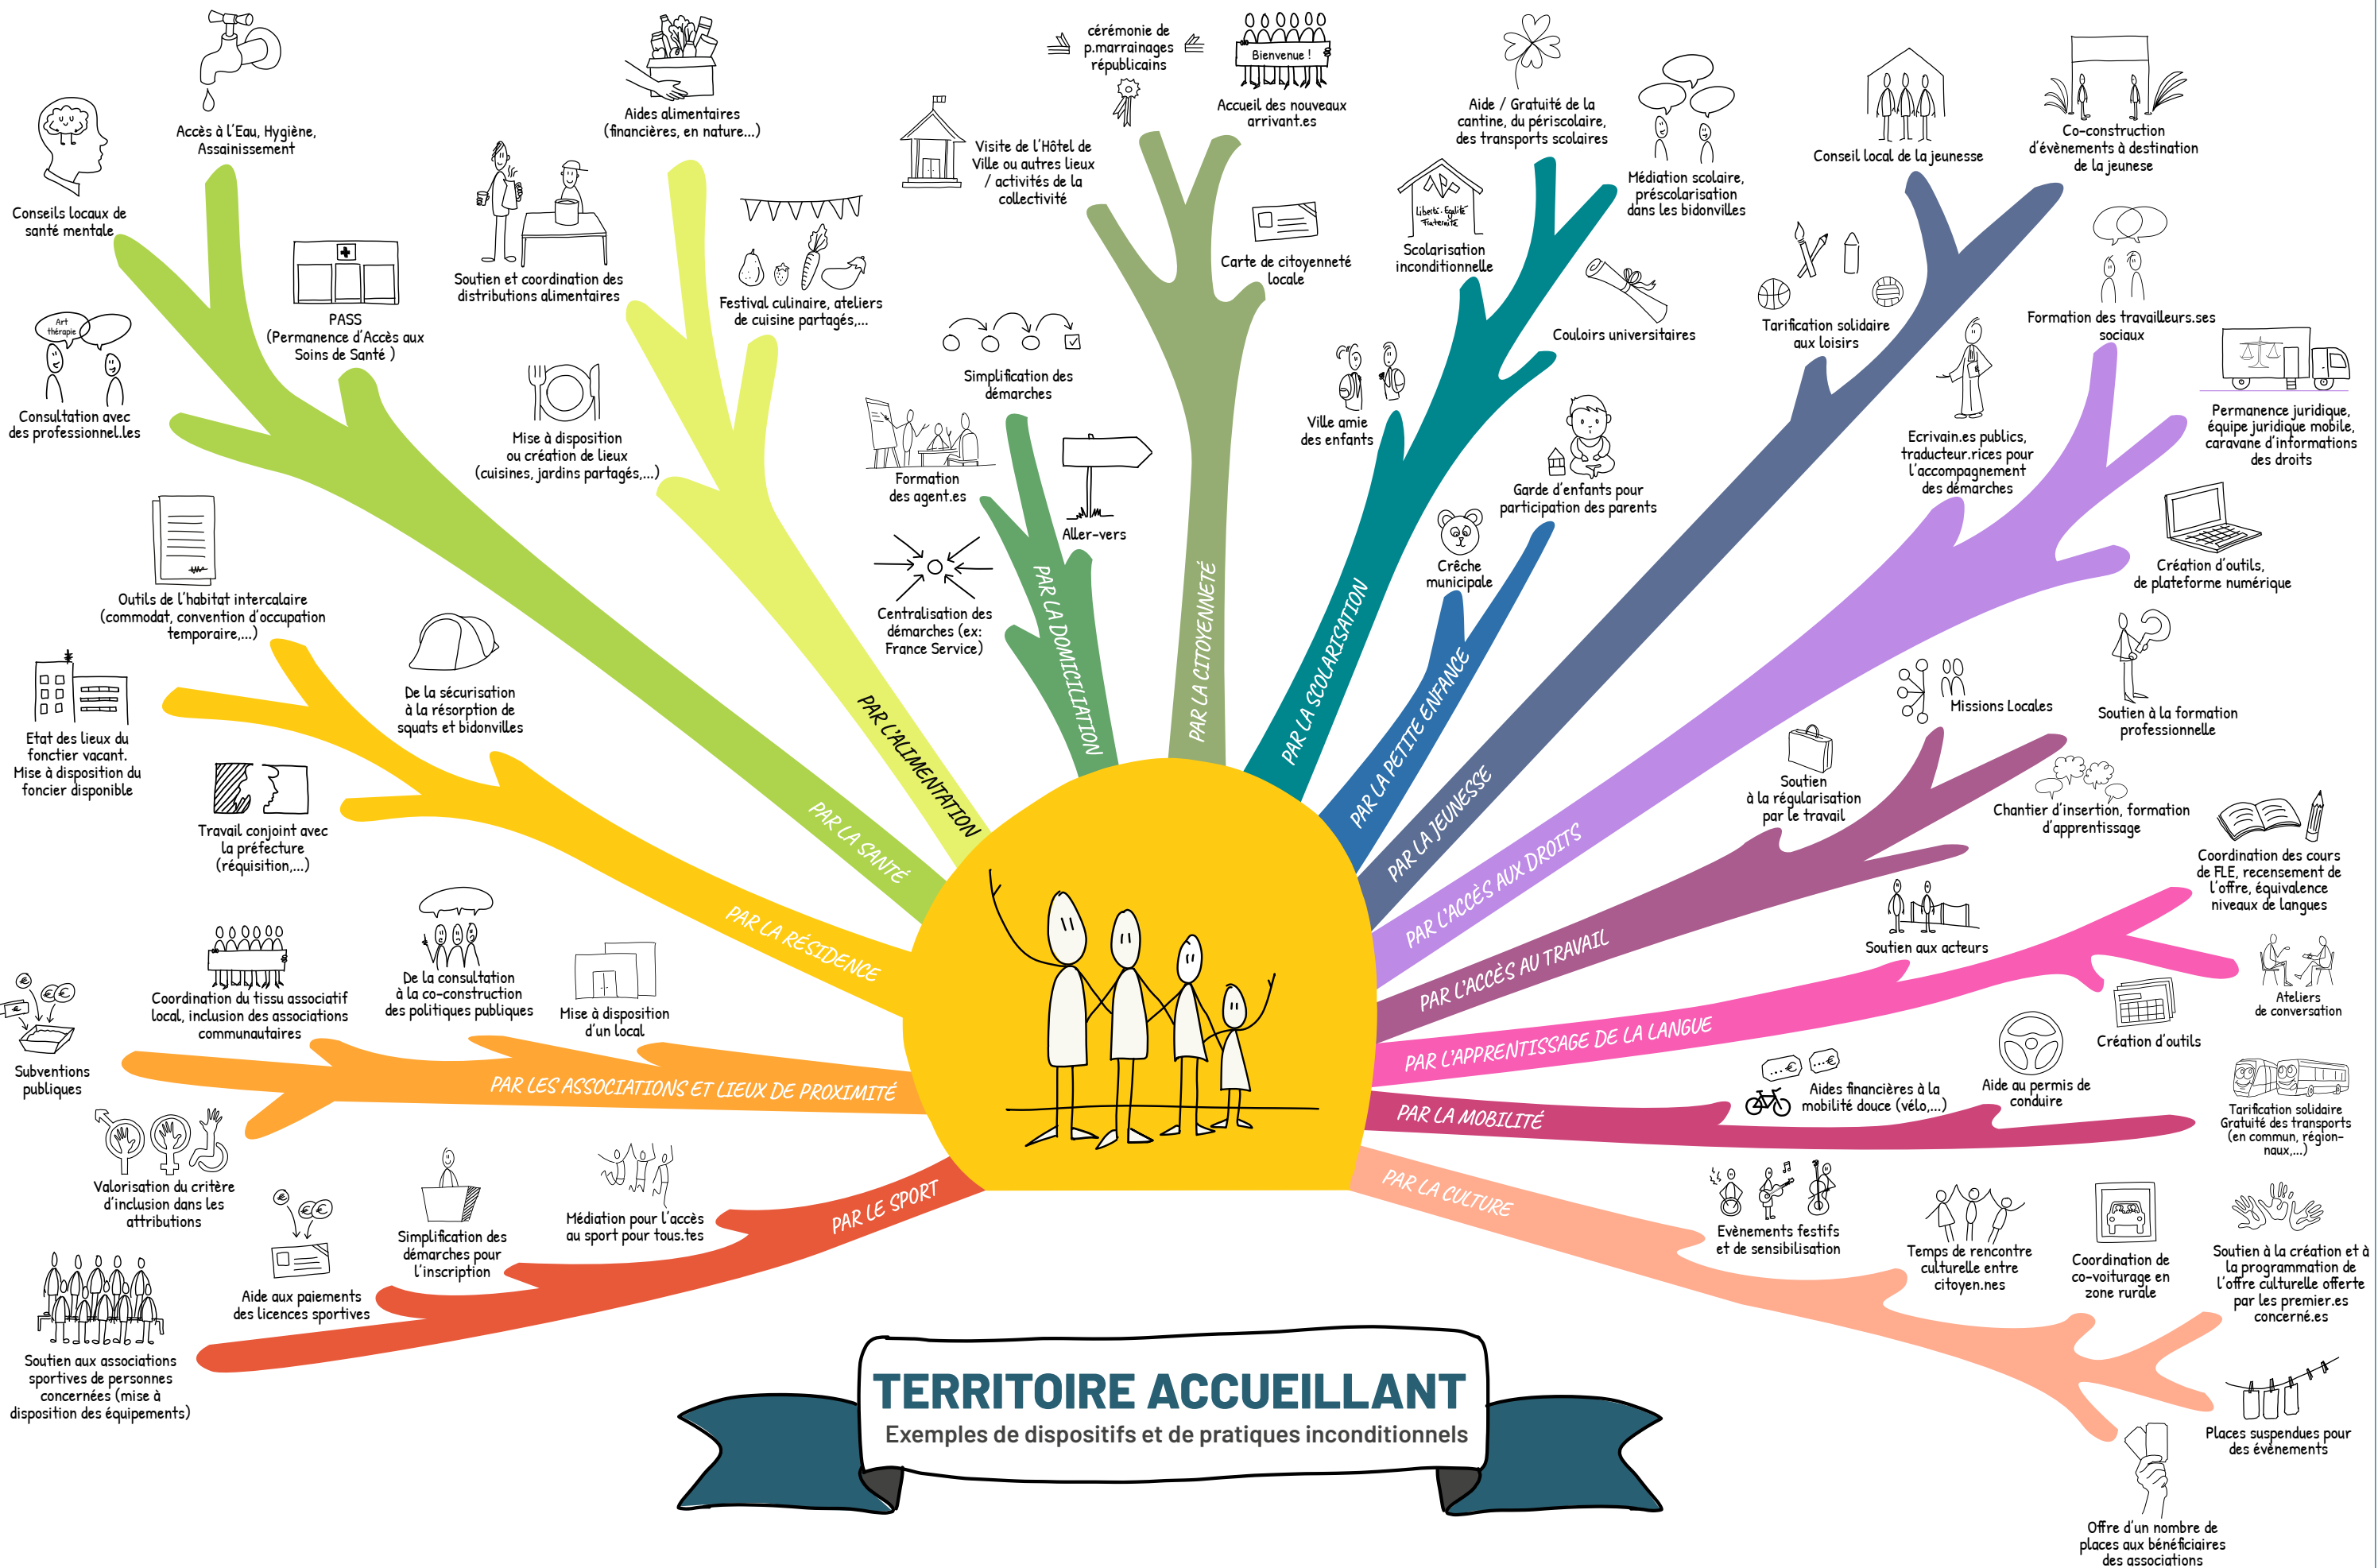 Conseils locaux de
santé mentale
Accès à l'Eau, Hygiène,
Assainissement
PASS
(Permanence d'Accès aux
Soins de Santé )
Art
thérapie
Consultation avec
des professionnel.les
PAR LA SANTÉ
Aides alimentaires
(financières, en nature...)
Soutien et coordination des
distributions alimentaires
Festival culinaire, ateliers
de cuisine partagés,...
Mise à disposition
ou création de lieux
(cuisines, jardins partagés,...)
PAR L'ALIMENTATION
Simplification des
démarches
Formation
des agent.es
Aller-vers
Centralisation des
démarches (ex:
France Service)
PAR LA DOMICILIATION
cérémonie de
p.marrainages
républicains
Bienvenue !
Accueil des nouveaux
arrivant.es
Visite de l'Hôtel de
Ville ou autres lieux
/ activités de la
collectivité
Carte de citoyenneté
locale
PAR LA CITOYENNETÉ
Aide / Gratuité de la
cantine, du périscolaire,
des transports scolaires
Médiation scolaire,
préscolarisation
dans les bidonvilles
Liberté. Egalité
Fraternité
Scolarisation
inconditionnelle
Couloirs universitaires
Ville amie
des enfants
PAR LA SCOLARISATION
Garde d'enfants pour
participation des parents
Crêche
municipale
PAR LA PETITE ENFANCE
Conseil local de la jeunesse
Co-construction
d'évènements à destination
de la jeunese
Tarification solidaire
aux loisirs
PAR LA JEUNESSE
Formation des travailleurs.ses
sociaux
Permanence juridique,
équipe juridique mobile,
caravane d'informations
des droits
Ecrivain.es publics,
traducteur.rices pour
l'accompagnement
des démarches
Création d'outils,
de plateforme numérique
PAR L'ACCÈS AUX DROITS
Missions Locales
Soutien à la formation
professionnelle
Soutien
à la régularisation
par le travail
Chantier d'insertion, formation
d'apprentissage
PAR L'ACCÈS AU TRAVAIL
Coordination des cours
de FLE, recensement de
l'offre, équivalence
niveaux de langues
Soutien aux acteurs
Ateliers
de conversation
Création d'outils
PAR L'APPRENTISSAGE DE LA LANGUE
Aides financières à la
mobilité douce (vélo,...)
Aide au permis de
conduire
Tarification solidaire
Gratuité des transports
(en commun, région-
naux,...)
PAR LA MOBILITÉ
Evènements festifs
et de sensibilisation
Temps de rencontre
culturelle entre
citoyen.nes
Coordination de
co-voiturage en
zone rurale
Soutien à la création et à
la programmation de
l'offre culturelle offerte
par les premier.es
concerné.es
Places suspendues pour
des évènements
Offre d'un nombre de
places aux bénéficiaires
des associations
PAR LA CULTURE
Outils de l'habitat intercalaire
(commodat, convention d'occupation
temporaire,...)
De la sécurisation
à la résorption de
squats et bidonvilles
Etat des lieux du
fonctier vacant.
Mise à disposition du
foncier disponible
Travail conjoint avec
la préfecture
(réquisition,...)
PAR LA RÉSIDENCE
Coordination du tissu associatif
local, inclusion des associations
communautaires
De la consultation
à la co-construction
des politiques publiques
Mise à disposition
d'un local
Subventions
publiques
Valorisation du critère
d'inclusion dans les
attributions
PAR LES ASSOCIATIONS ET LIEUX DE PROXIMITÉ
Médiation pour l'accès
au sport pour tous.tes
Simplification des
démarches pour
l'inscription
Aide aux paiements
des licences sportives
Soutien aux associations
sportives de personnes
concernées (mise à
disposition des équipements)
PAR LE SPORT
TERRITOIRE ACCUEILLANT
Exemples de dispositifs et de pratiques inconditionnels